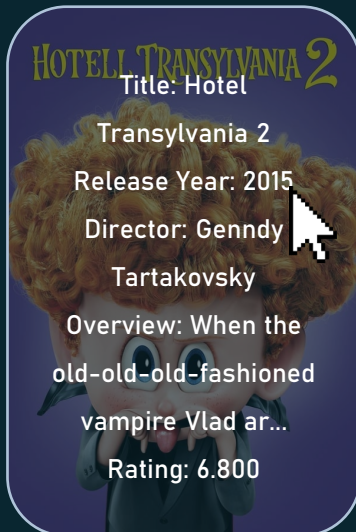 HOTELL TRANSYLVANIA 2
Title: Hotel
Transylvania 2
Release Year: 2015
Director: Genndy
Tartakovsky
Overview: When the
old-old-old-fashioned
vampire Vlad ar...
Rating: 6.800